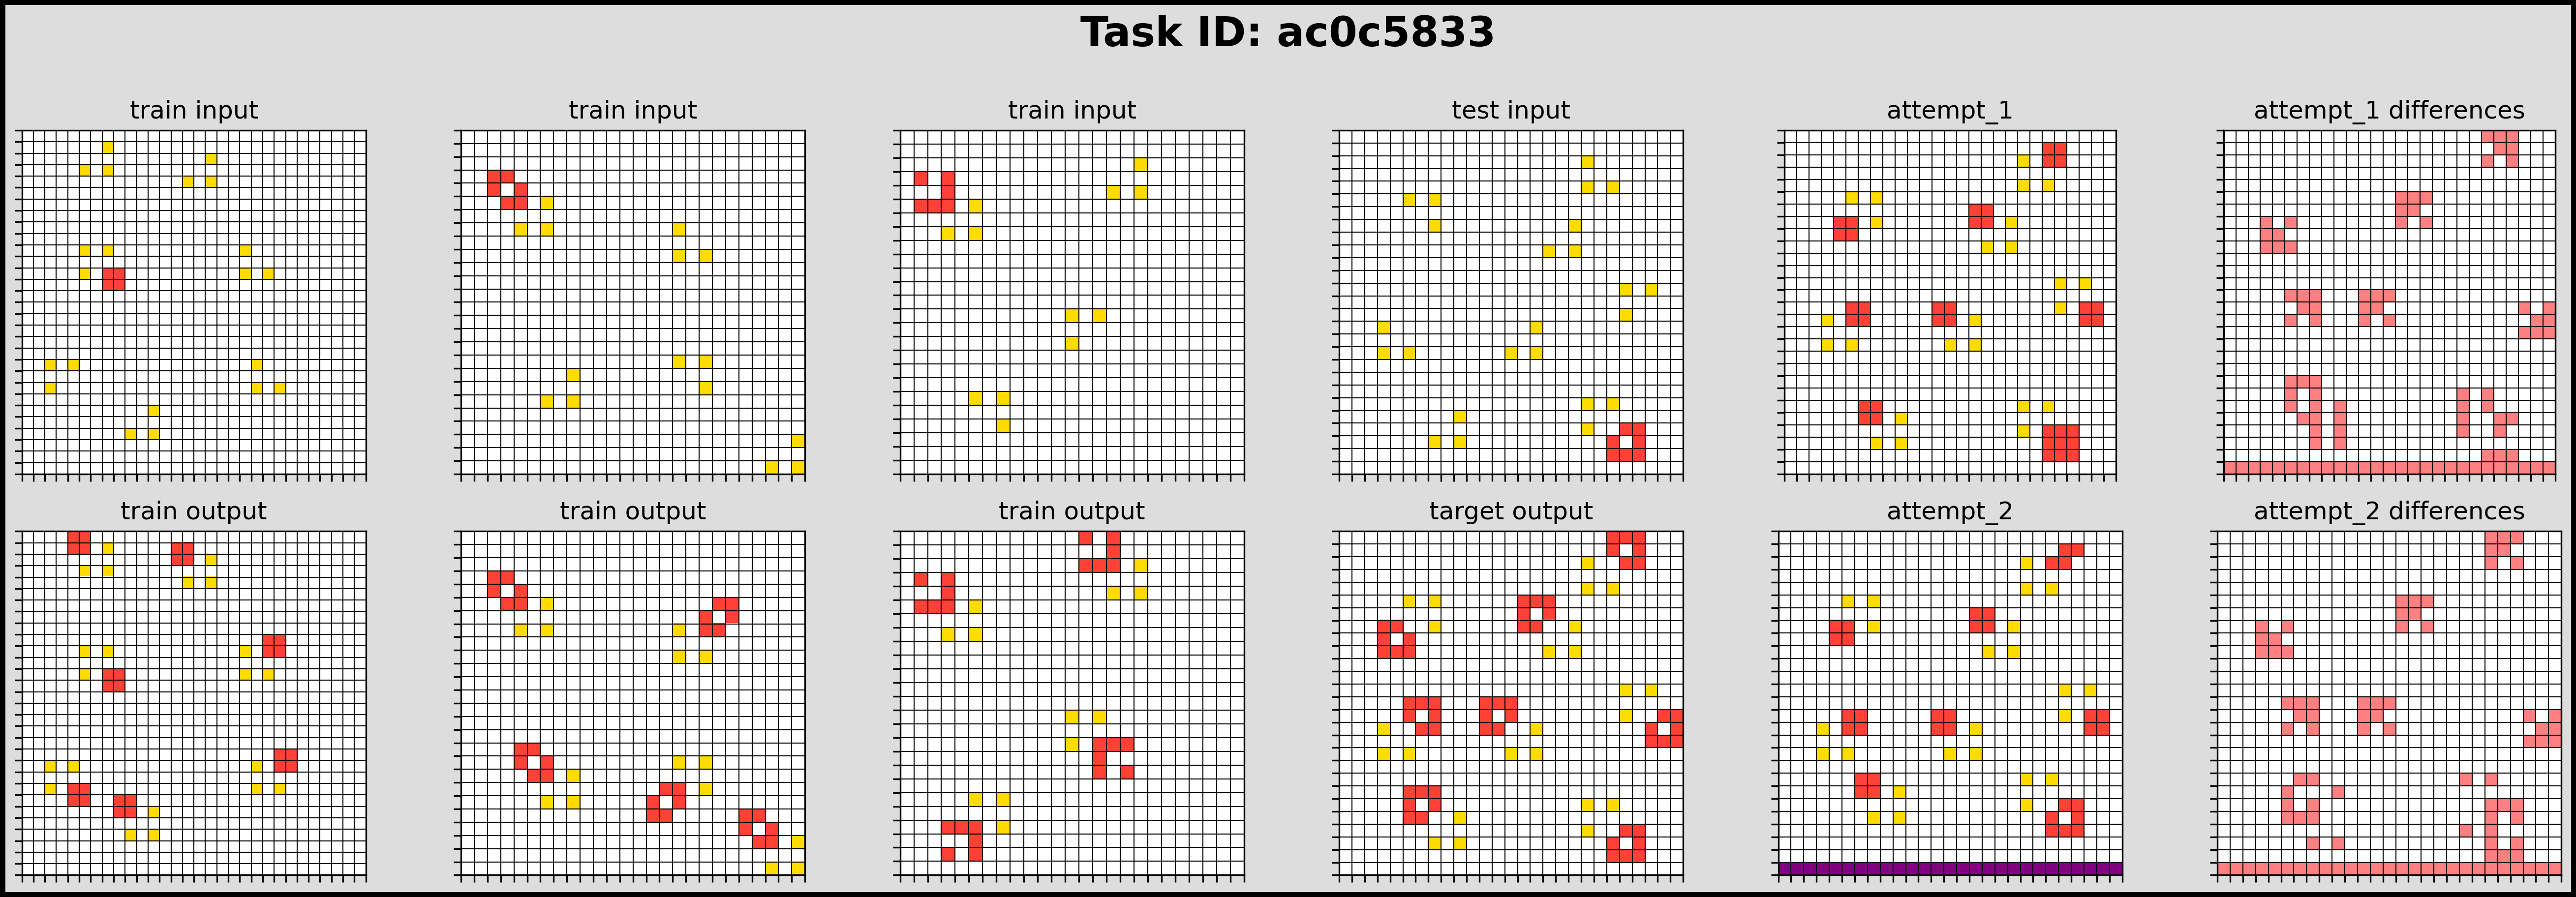 Task ID: ac0c5833
train input
train input
train input
test input
attempt_1
attempt_1 differences
train output
train output
train output
target output
attempt_2
attempt_2 differences